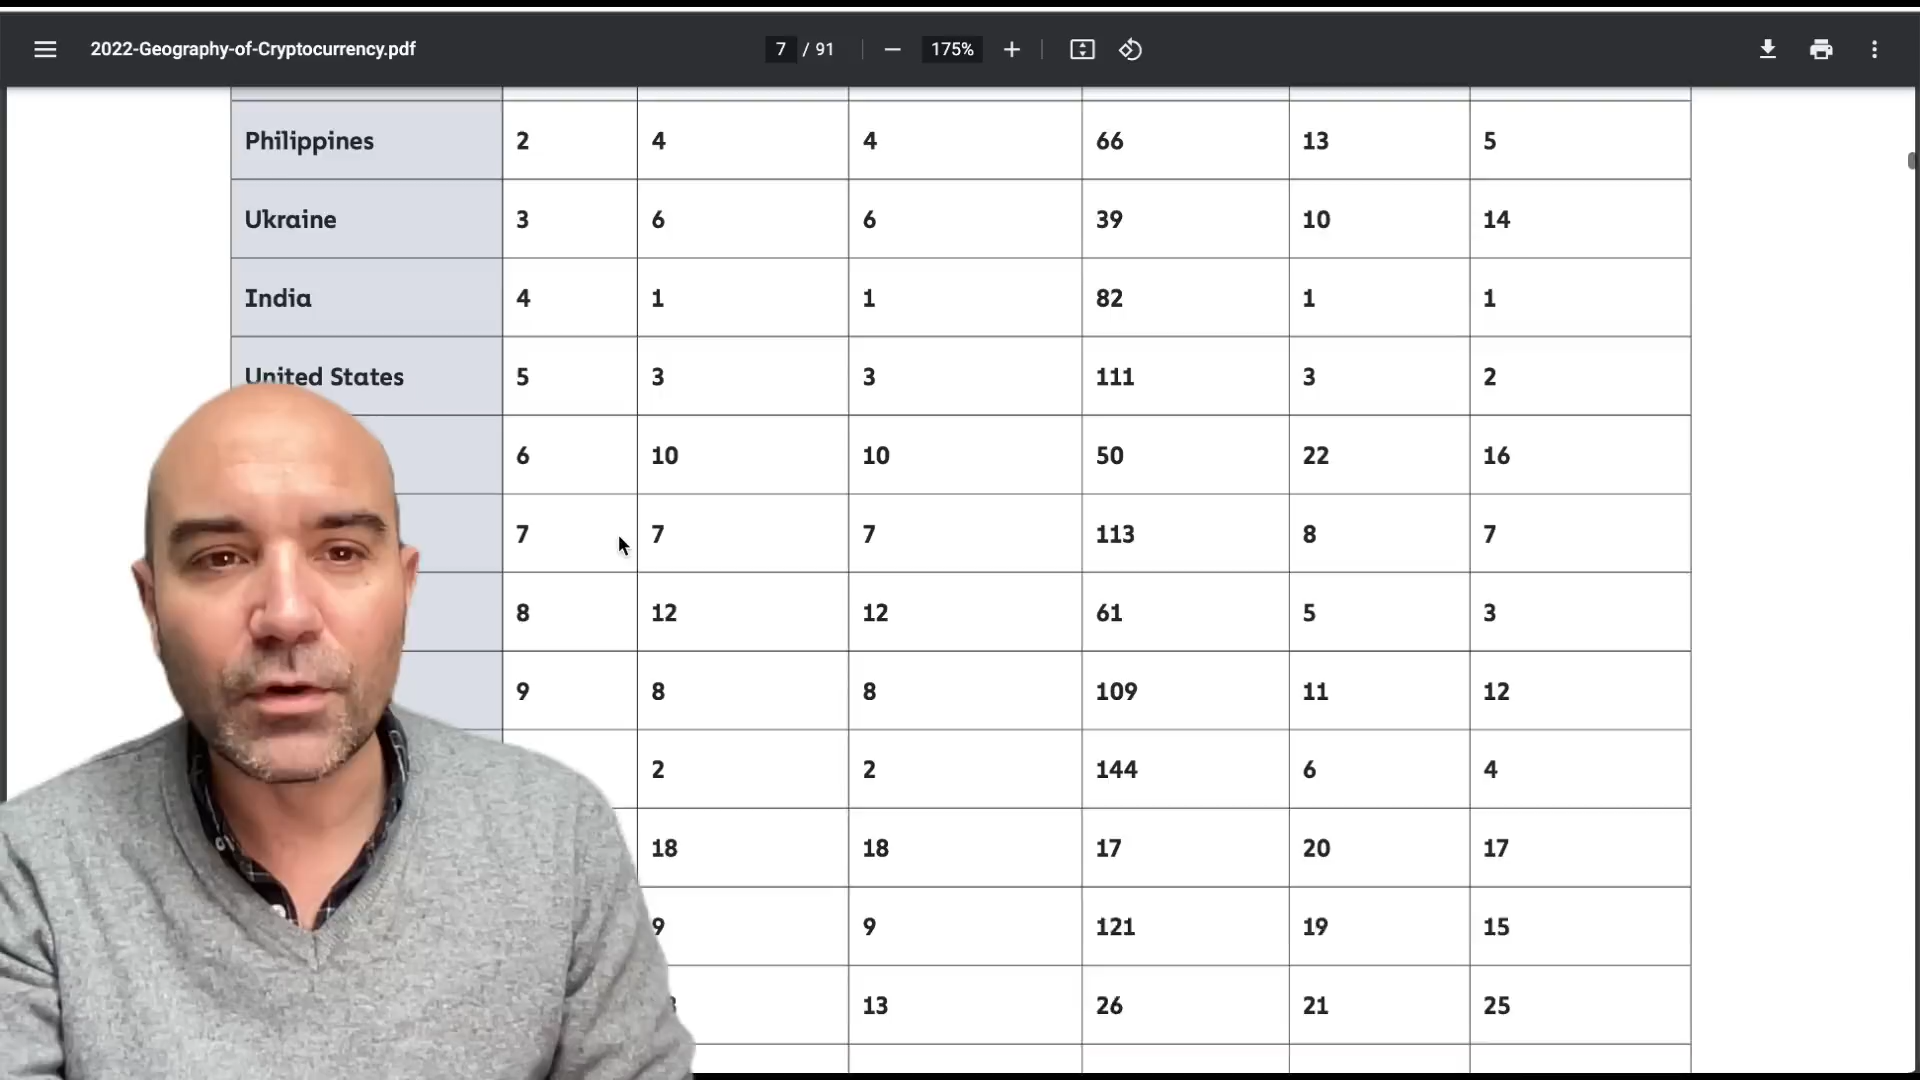 2022-Geography-of-Cryptocurrency.pdf 7 / 91 175%
Philippines 2 4 4 66 13 5
Ukraine 3 6 6 39 10 14
India 4 1 1 82 1 1
United States 5 3 3 111 3 2
6 10 10 50 22 16
7 7 7 113 8 7
8 12 12 61 5 3
9 8 8 109 11 12
2 2 144 6 4
18 18 17 20 17
9 9 121 19 15
13 26 21 25